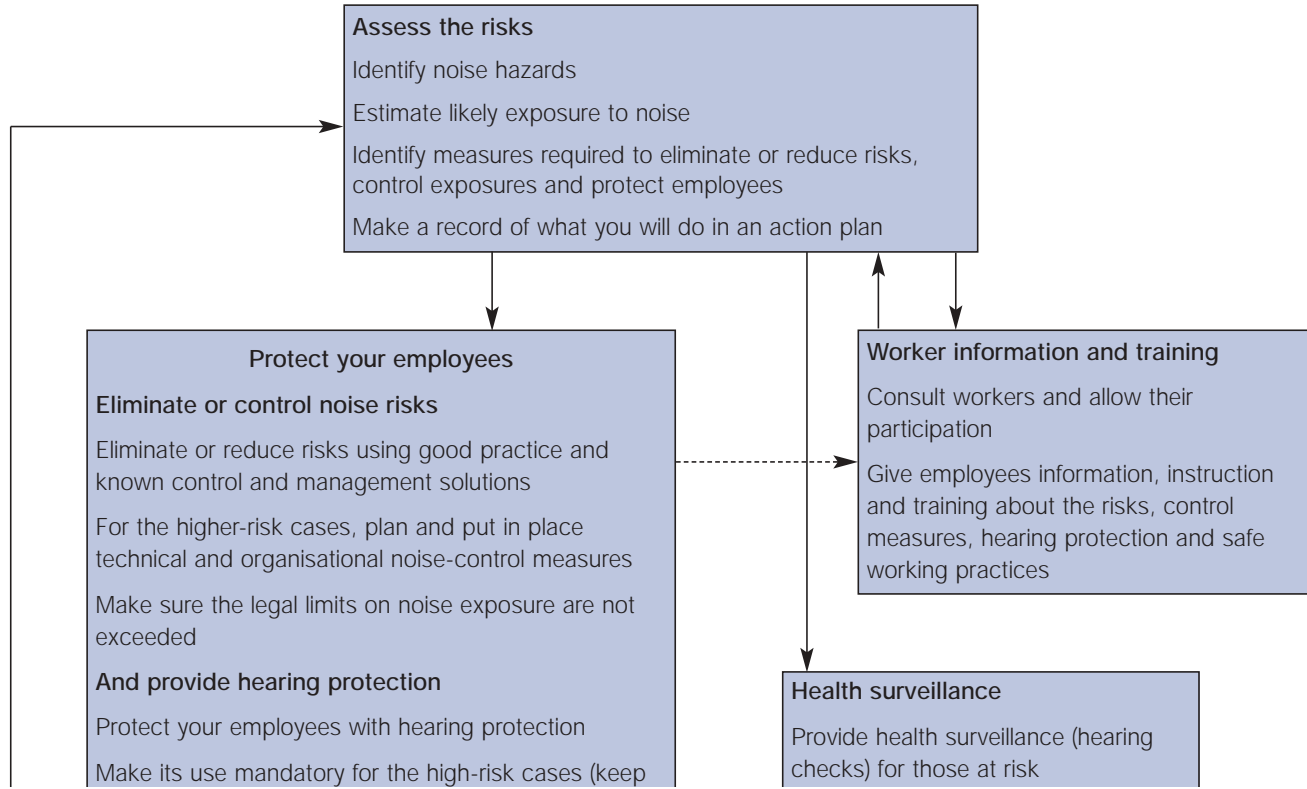 Assess the risks
Identify noise hazards
Estimate likely exposure to noise
Identify measures required to eliminate or reduce risks,
control exposures and protect employees
Make a record of what you will do in an action plan
Protect your employees
Eliminate or control noise risks
Eliminate or reduce risks using good practice and
known control and management solutions
For the higher-risk cases, plan and put in place
technical and organisational noise-control measures
Make sure the legal limits on noise exposure are not
exceeded
And provide hearing protection
Protect your employees with hearing protection
Make its use mandatory for the high-risk cases (keep
Worker information and training
Consult workers and allow their
participation
Give employees information, instruction
and training about the risks, control
measures, hearing protection and safe
working practices
Health surveillance
Provide health surveillance (hearing
checks) for those at risk